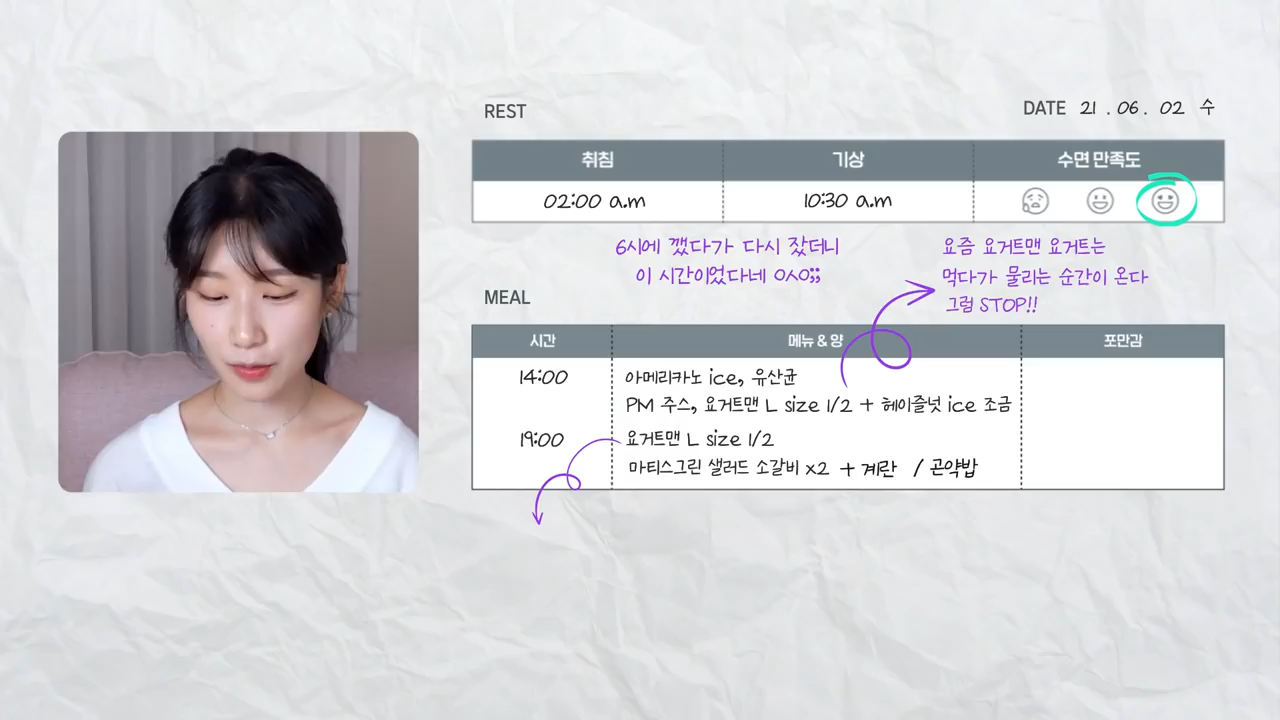 REST
DATE 21 . 06 . 02 수
취침 기상 수면 만족도
02:00 a.m 10:30 a.m
6시에 깼다가 다시 잤더니
이 시간이었다네 ㅇㅅㅇ;;
요즘 요거트맨 요거트는
먹다가 물리는 순간이 온다
그럼 STOP!!
MEAL
시간 메뉴 & 양 포만감
14:00 아메리카노 ice, 유산균
PM 주스, 요거트맨 L size 1/2 + 헤이즐넛 ice 조금
19:00 요거트맨 L size 1/2
마티스그린 샐러드 소갈비 x2 + 계란 / 곤약밥